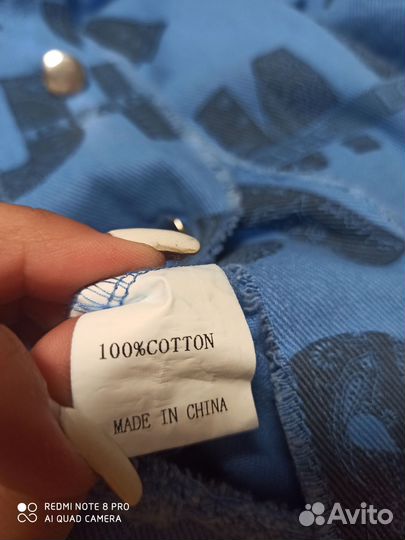 100%COTTON
MADE IN CHINA
REDMI NOTE 8 PRO
AI QUAD CAMERA
Avito